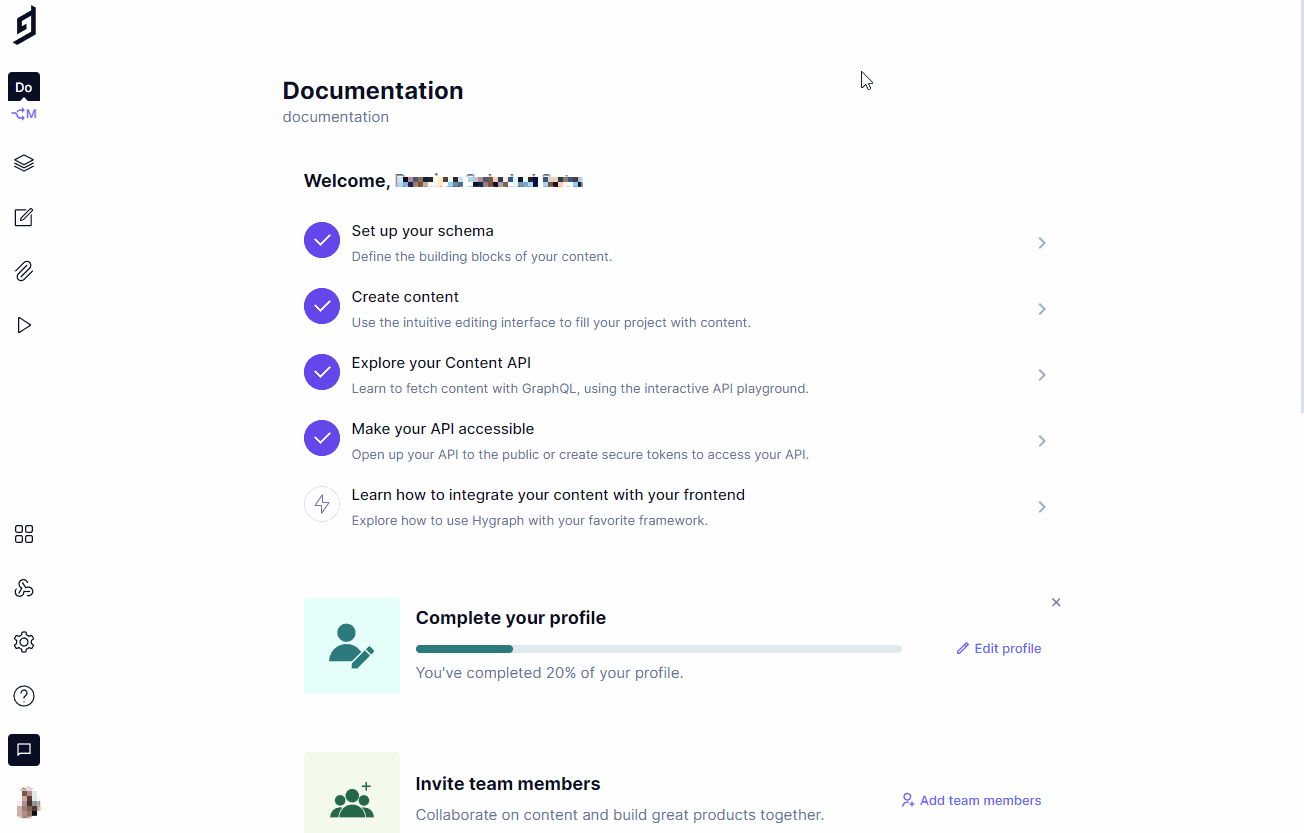 Do
M
Documentation
documentation
Welcome,
Set up your schema
Define the building blocks of your content.
Create content
Use the intuitive editing interface to fill your project with content.
Explore your Content API
Learn to fetch content with GraphQL, using the interactive API playground.
Make your API accessible
Open up your API to the public or create secure tokens to access your API.
Learn how to integrate your content with your frontend
Explore how to use Hygraph with your favorite framework.
Complete your profile
Edit profile
You've completed 20% of your profile.
Invite team members
Add team members
Collaborate on content and build great products together.